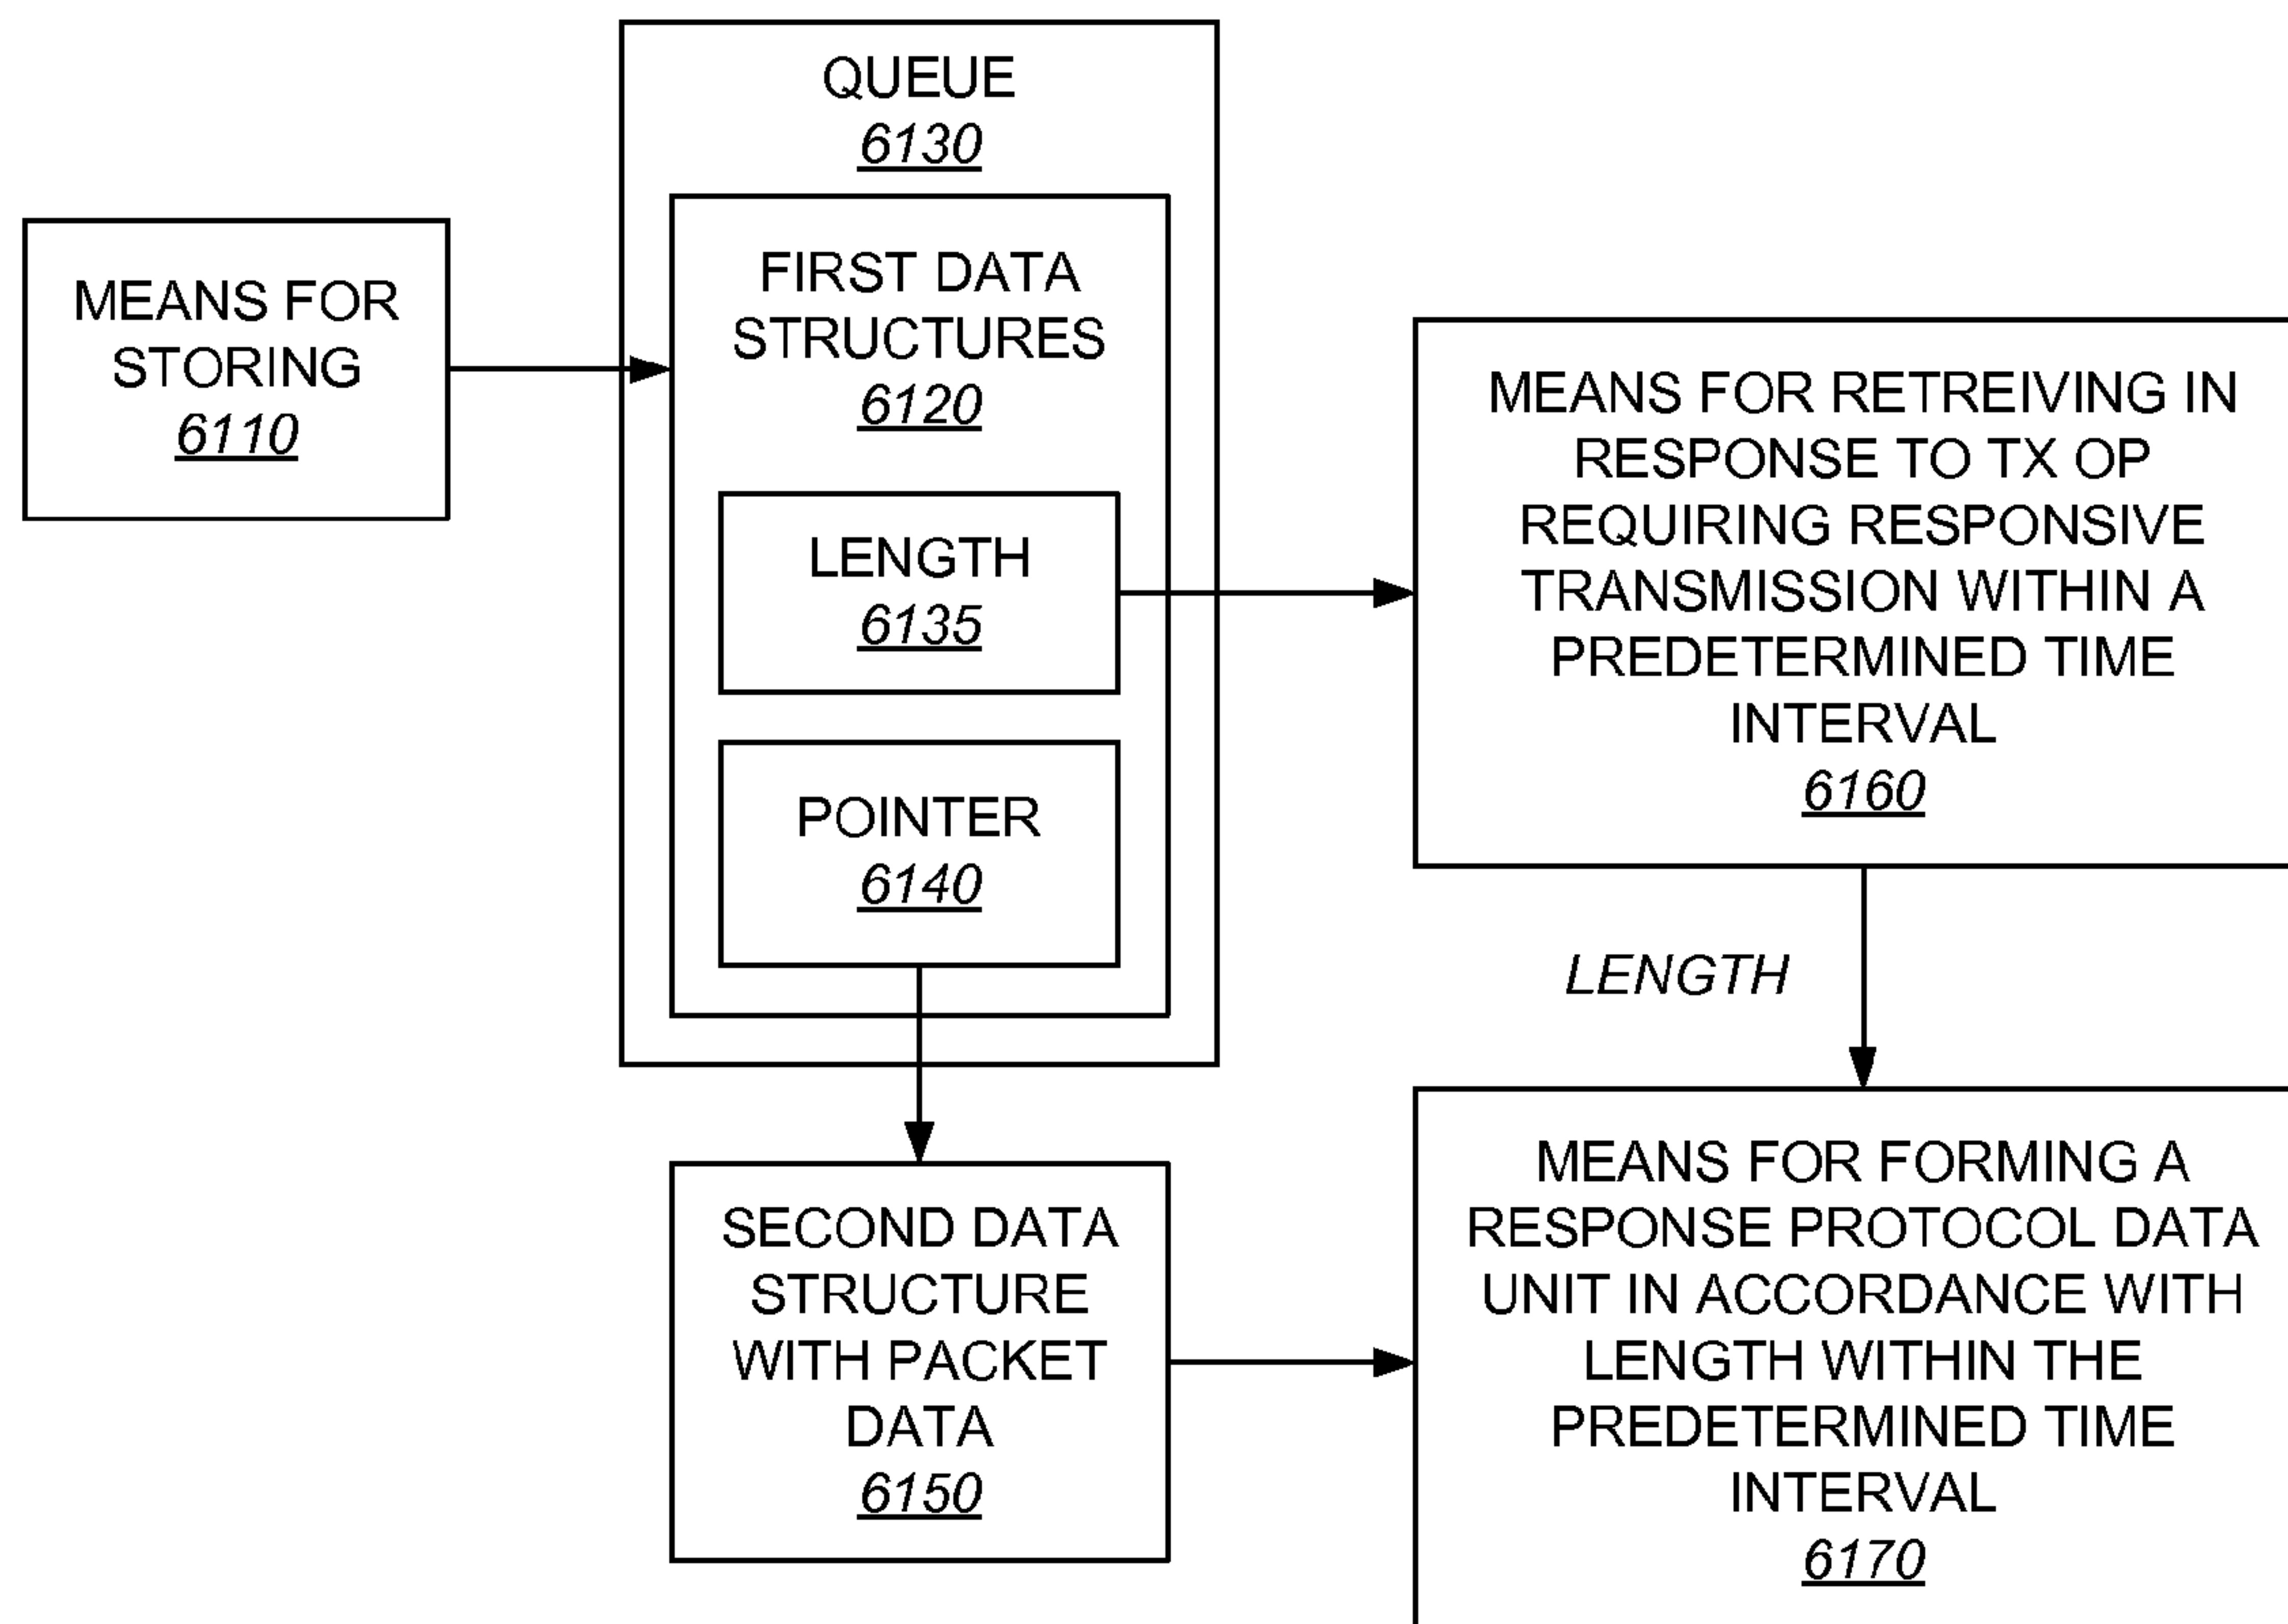 QUEUE
6130
MEANS FOR
STORING
6110
FIRST DATA
STRUCTURES
6120
LENGTH
6135
POINTER
6140
MEANS FOR RETREIVING IN
RESPONSE TO TX OP
REQUIRING RESPONSIVE
TRANSMISSION WITHIN A
PREDETERMINED TIME
INTERVAL
6160
LENGTH
SECOND DATA
STRUCTURE
WITH PACKET
DATA
6150
MEANS FOR FORMING A
RESPONSE PROTOCOL DATA
UNIT IN ACCORDANCE WITH
LENGTH WITHIN THE
PREDETERMINED TIME
INTERVAL
6170